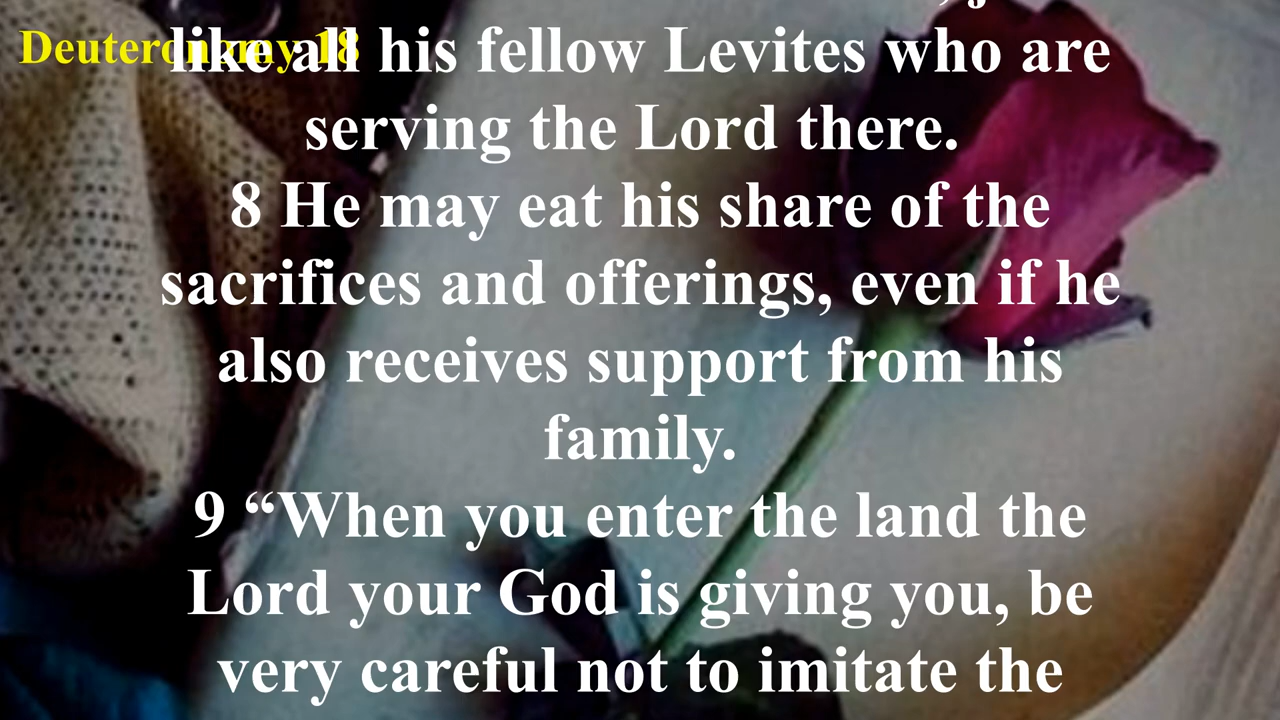 Deuteronomy 18
like all his fellow Levites who are
serving the Lord there.
8 He may eat his share of the
sacrifices and offerings, even if he
also receives support from his
family.
9 “When you enter the land the
Lord your God is giving you, be
very careful not to imitate the